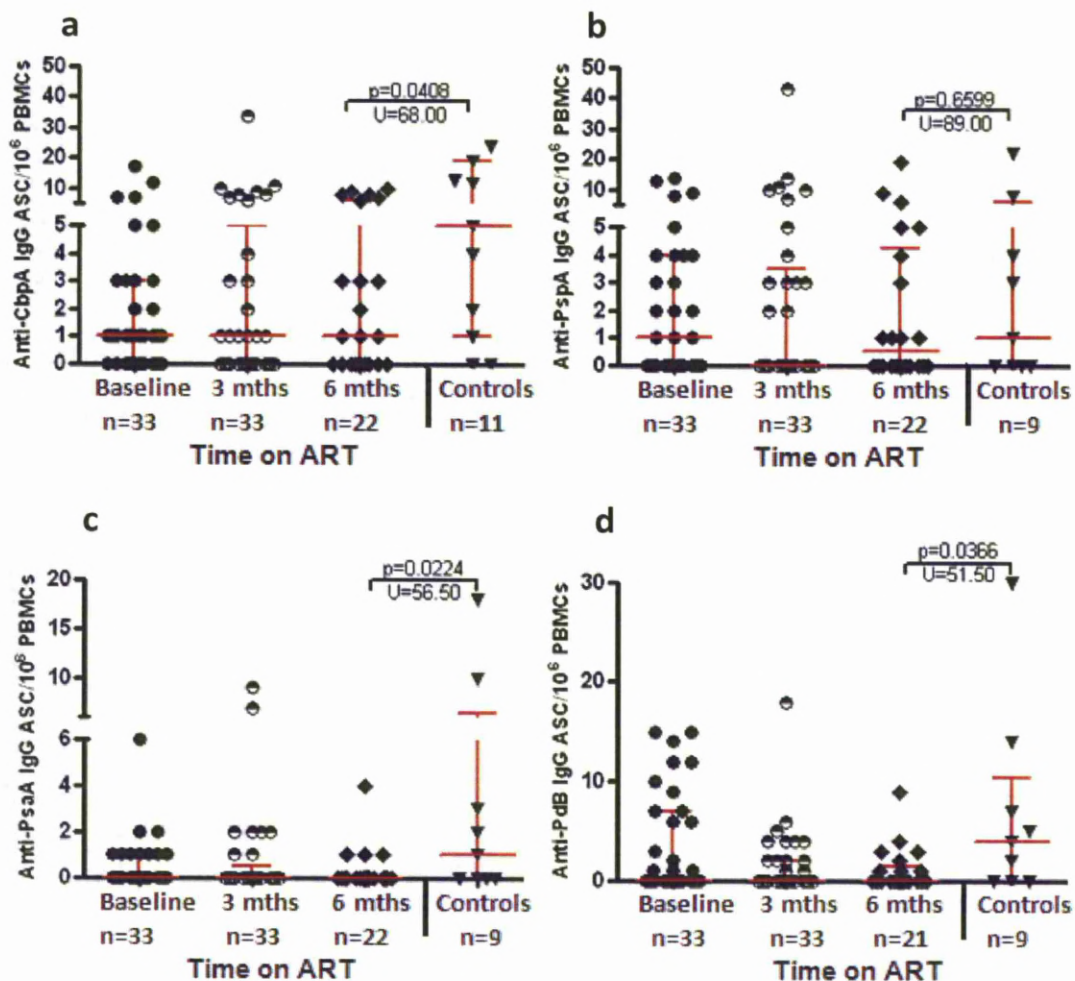 a
Anti-CbpA IgG ASC/10⁶ PBMCs
50
40
30
20
10
5
4
3
2
1
0
p=0.0408
U=68.00
Baseline 3 mths 6 mths Controls
n=33 n=33 n=22 n=11
Time on ART
b
Anti-PspA IgG ASC/10⁶ PBMCs
50
40
30
20
10
5
4
3
2
1
0
p=0.6599
U=89.00
Baseline 3 mths 6 mths Controls
n=33 n=33 n=22 n=9
Time on ART
c
Anti-PsaA IgG ASC/10⁶ PBMCs
20
15
10
6
4
2
0
p=0.0224
U=56.50
Baseline 3 mths 6 mths Controls
n=33 n=33 n=22 n=9
Time on ART
d
Anti-PdB IgG ASC/10⁶ PBMCs
30
20
10
0
p=0.0366
U=51.50
Baseline 3 mths 6 mths Controls
n=33 n=33 n=21 n=9
Time on ART